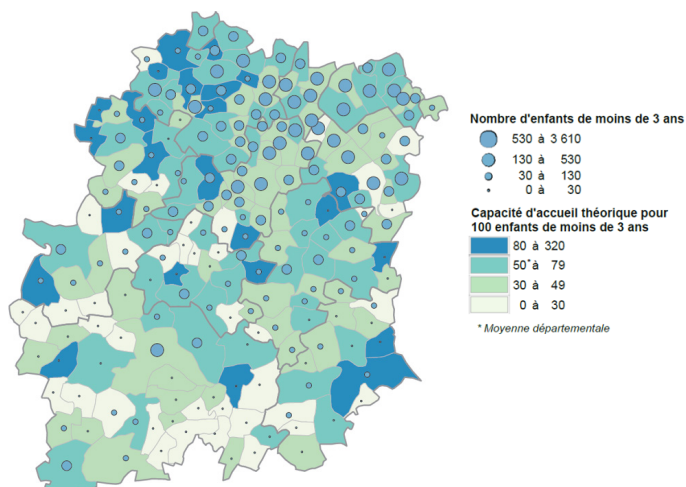 Nombre d'enfants de moins de 3 ans
530 à 3 610
130 à 530
30 à 130
0 à 30
Capacité d'accueil théorique pour
100 enfants de moins de 3 ans
80 à 320
50* à 79
30 à 49
0 à 30
* Moyenne départementale